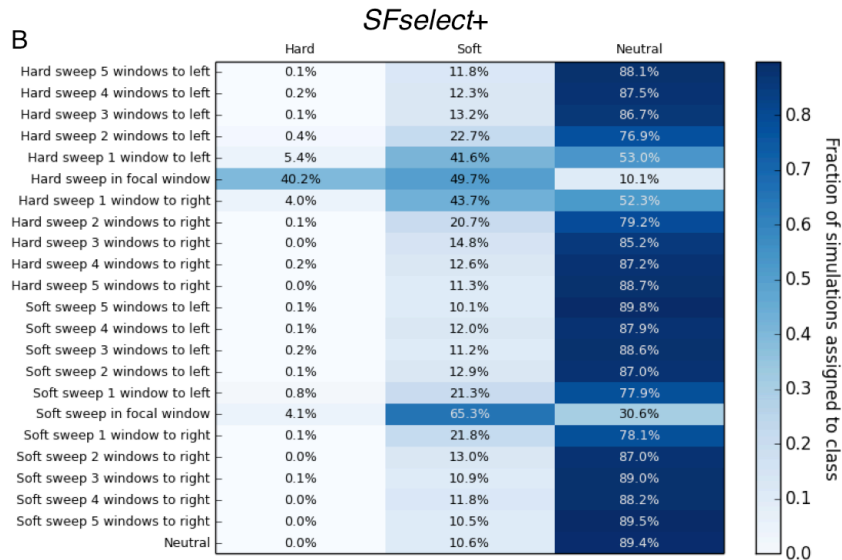 SFselect+
B
Hard Soft Neutral
Hard sweep 5 windows to left 0.1% 11.8% 88.1%
Hard sweep 4 windows to left 0.2% 12.3% 87.5%
Hard sweep 3 windows to left 0.1% 13.2% 86.7%
Hard sweep 2 windows to left 0.4% 22.7% 76.9%
Hard sweep 1 window to left 5.4% 41.6% 53.0%
Hard sweep in focal window 40.2% 49.7% 10.1%
Hard sweep 1 window to right 4.0% 43.7% 52.3%
Hard sweep 2 windows to right 0.1% 20.7% 79.2%
Hard sweep 3 windows to right 0.0% 14.8% 85.2%
Hard sweep 4 windows to right 0.2% 12.6% 87.2%
Hard sweep 5 windows to right 0.0% 11.3% 88.7%
Soft sweep 5 windows to left 0.1% 10.1% 89.8%
Soft sweep 4 windows to left 0.1% 12.0% 87.9%
Soft sweep 3 windows to left 0.2% 11.2% 88.6%
Soft sweep 2 windows to left 0.1% 12.9% 87.0%
Soft sweep 1 window to left 0.8% 21.3% 77.9%
Soft sweep in focal window 4.1% 65.3% 30.6%
Soft sweep 1 window to right 0.1% 21.8% 78.1%
Soft sweep 2 windows to right 0.0% 13.0% 87.0%
Soft sweep 3 windows to right 0.1% 10.9% 89.0%
Soft sweep 4 windows to right 0.0% 11.8% 88.2%
Soft sweep 5 windows to right 0.0% 10.5% 89.5%
Neutral 0.0% 10.6% 89.4%
0.8
0.7
0.6
0.5
0.4
0.3
0.2
0.1
0.0
Fraction of simulations assigned to class